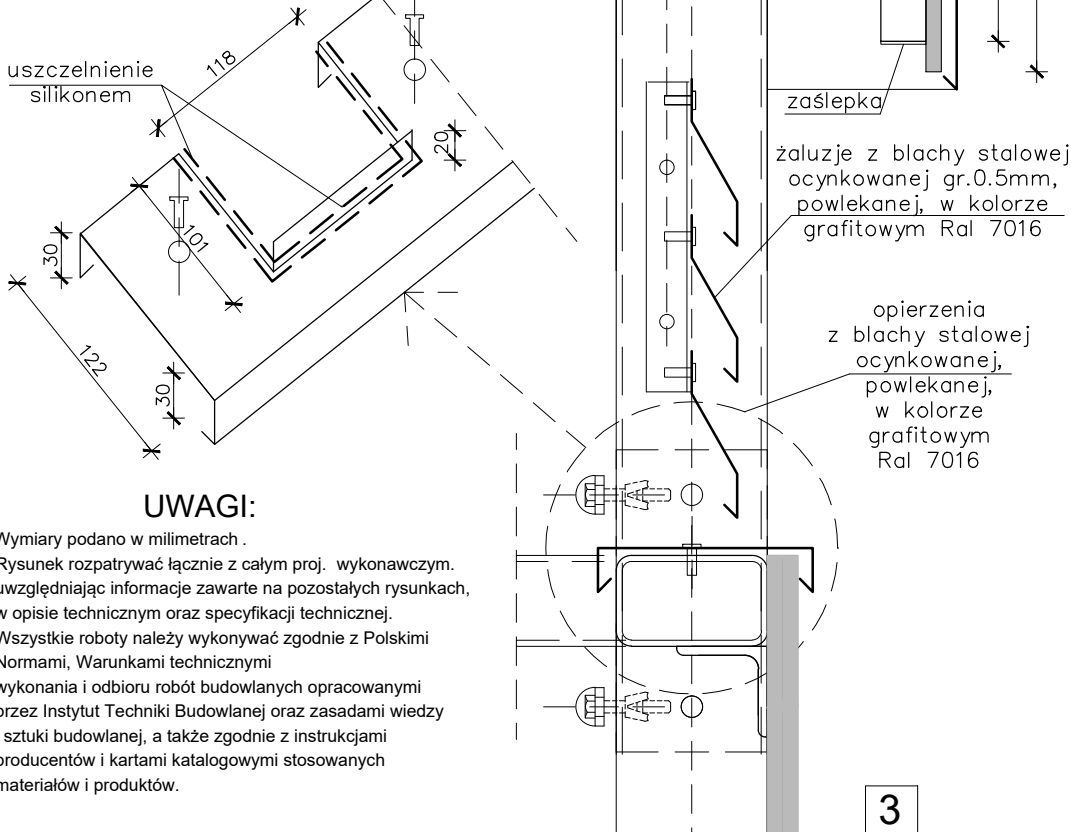 uszczelnienie
silikonem
118
20
101
30
122
30
zaślepka
żaluzje z blachy stalowej
ocynkowanej gr.0.5mm,
powlekanej, w kolorze
grafitowym Ral 7016
opierzenia
z blachy stalowej
ocynkowanej,
powlekanej,
w kolorze
grafitowym
Ral 7016
UWAGI:
Wymiary podano w milimetrach .
Rysunek rozpatrywać łącznie z całym proj. wykonawczym.
uwzględniając informacje zawarte na pozostałych rysunkach,
w opisie technicznym oraz specyfikacji technicznej.
Wszystkie roboty należy wykonywać zgodnie z Polskimi
Normami, Warunkami technicznymi
wykonania i odbioru robót budowlanych opracowanymi
przez Instytut Techniki Budowlanej oraz zasadami wiedzy
sztuki budowlanej, a także zgodnie z instrukcjami
producentów i kartami katalogowymi stosowanych
materiałów i produktów.
3